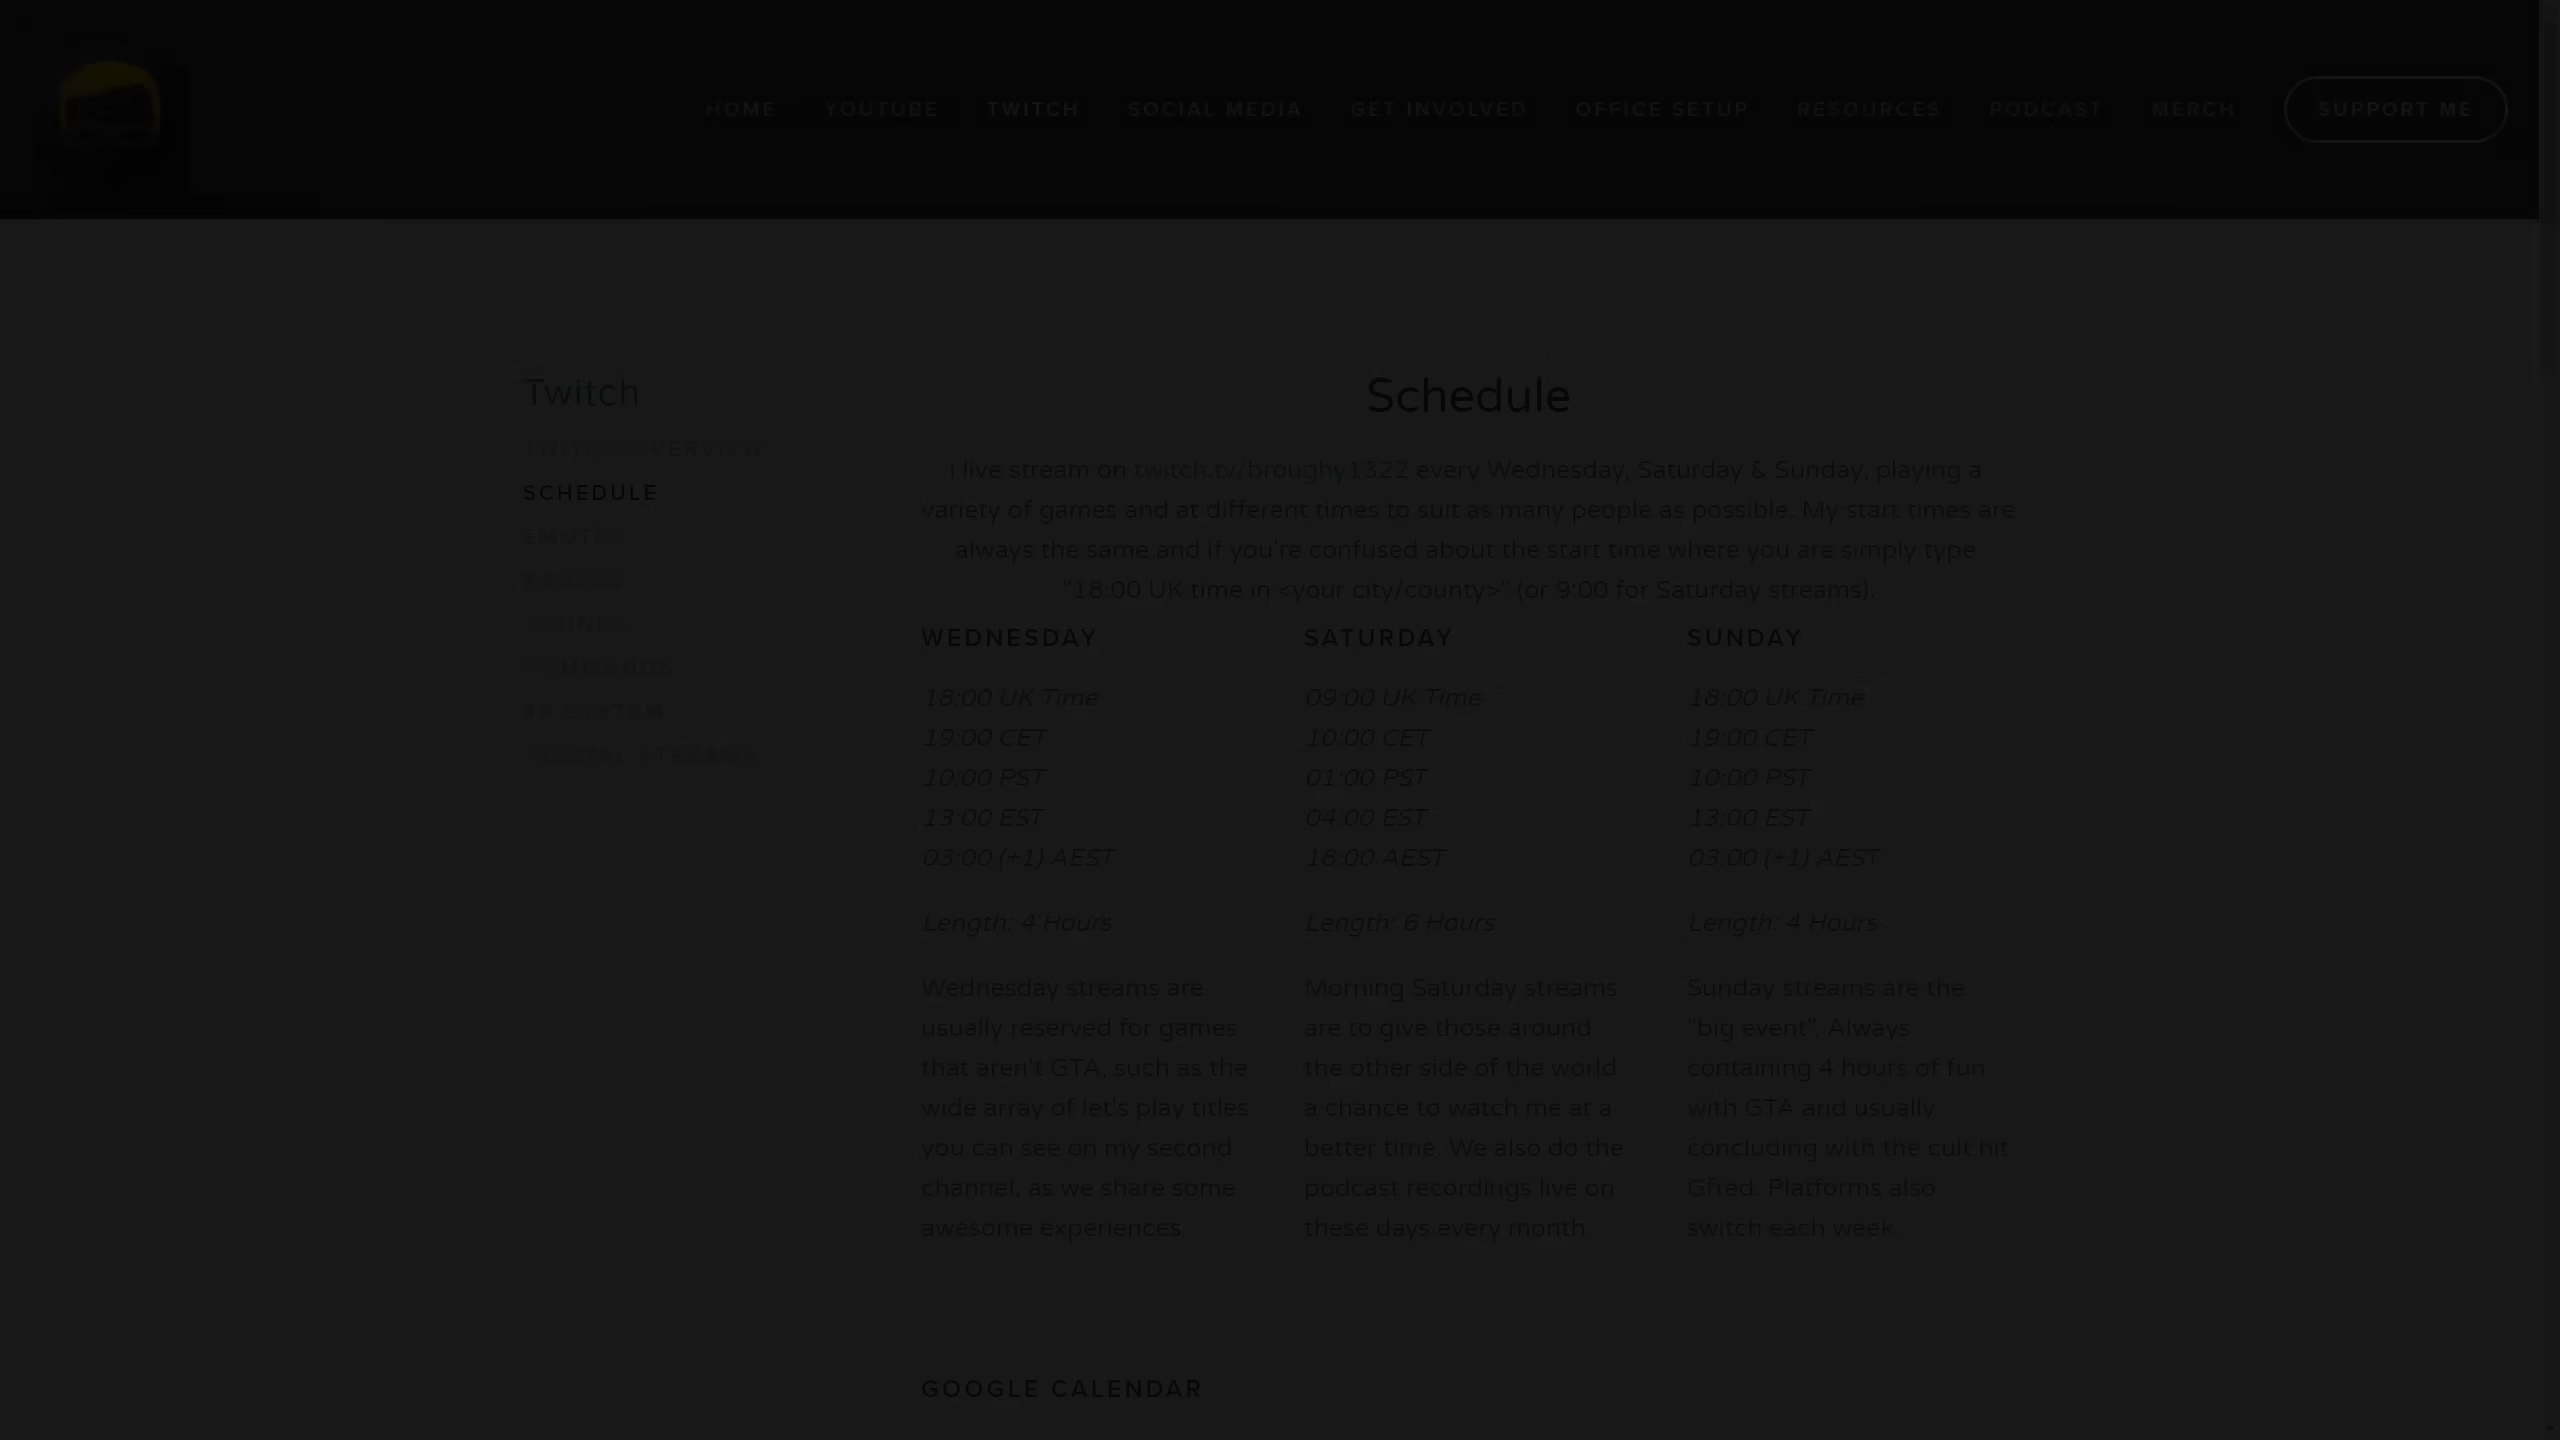 HOME
YOUTUBE
TWITCH
SOCIAL MEDIA
GET INVOLVED
OFFICE SETUP
RESOURCES
PODCAST
MERCH
SUPPORT ME
Twitch
TWITCH OVERVIEW
SCHEDULE
EMOTES
SOUNDS
COMMANDS
SPECIAL STREAMS
Schedule
I live stream on twitch.tv/broughy1322 every Wednesday, Saturday & Sunday, playing a
variety of games and at different times to suit as many people as possible. My start times are
always the same and if you're confused about the start time where you are simply type
"18:00 UK time in <your city/county>" (or 9:00 for Saturday streams).
WEDNESDAY
18:00 UK Time
19:00 CET
10:00 PST
13:00 EST
03:00 (+1) AEST
Length: 4 Hours
Wednesday streams are
usually reserved for games
that aren't GTA, such as the
wide array of let's play titles
you can see on my second
channel, as we share some
awesome experiences.
SATURDAY
09:00 UK Time
10:00 CET
01:00 PST
04:00 EST
18:00 AEST
Length: 6 Hours
Morning Saturday streams
are to give those around
the other side of the world
a chance to watch me at a
better time. We also do the
podcast recordings live on
these days every month.
SUNDAY
18:00 UK Time
19:00 CET
10:00 PST
13:00 EST
03:00 (+1) AEST
Length: 4 Hours
Sunday streams are the
"big event". Always
containing 4 hours of fun
with GTA and usually
concluding with the cult hit
Gfred. Platforms also
switch each week.
GOOGLE CALENDAR